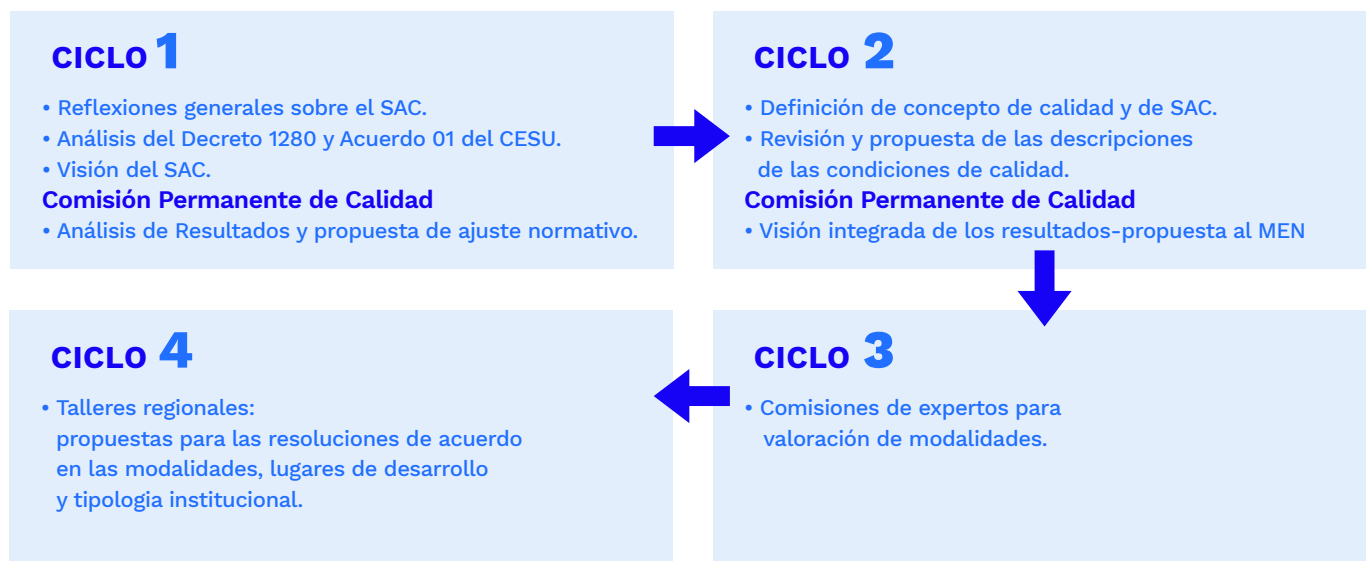 CICLO 1
• Reflexiones generales sobre el SAC.
• Análisis del Decreto 1280 y Acuerdo 01 del CESU.
• Visión del SAC.
Comisión Permanente de Calidad
• Análisis de Resultados y propuesta de ajuste normativo.
CICLO 2
• Definición de concepto de calidad y de SAC.
• Revisión y propuesta de las descripciones
de las condiciones de calidad.
Comisión Permanente de Calidad
• Visión integrada de los resultados-propuesta al MEN
CICLO 3
• Comisiones de expertos para
valoración de modalidades.
CICLO 4
• Talleres regionales:
propuestas para las resoluciones de acuerdo
en las modalidades, lugares de desarrollo
y tipologia institucional.